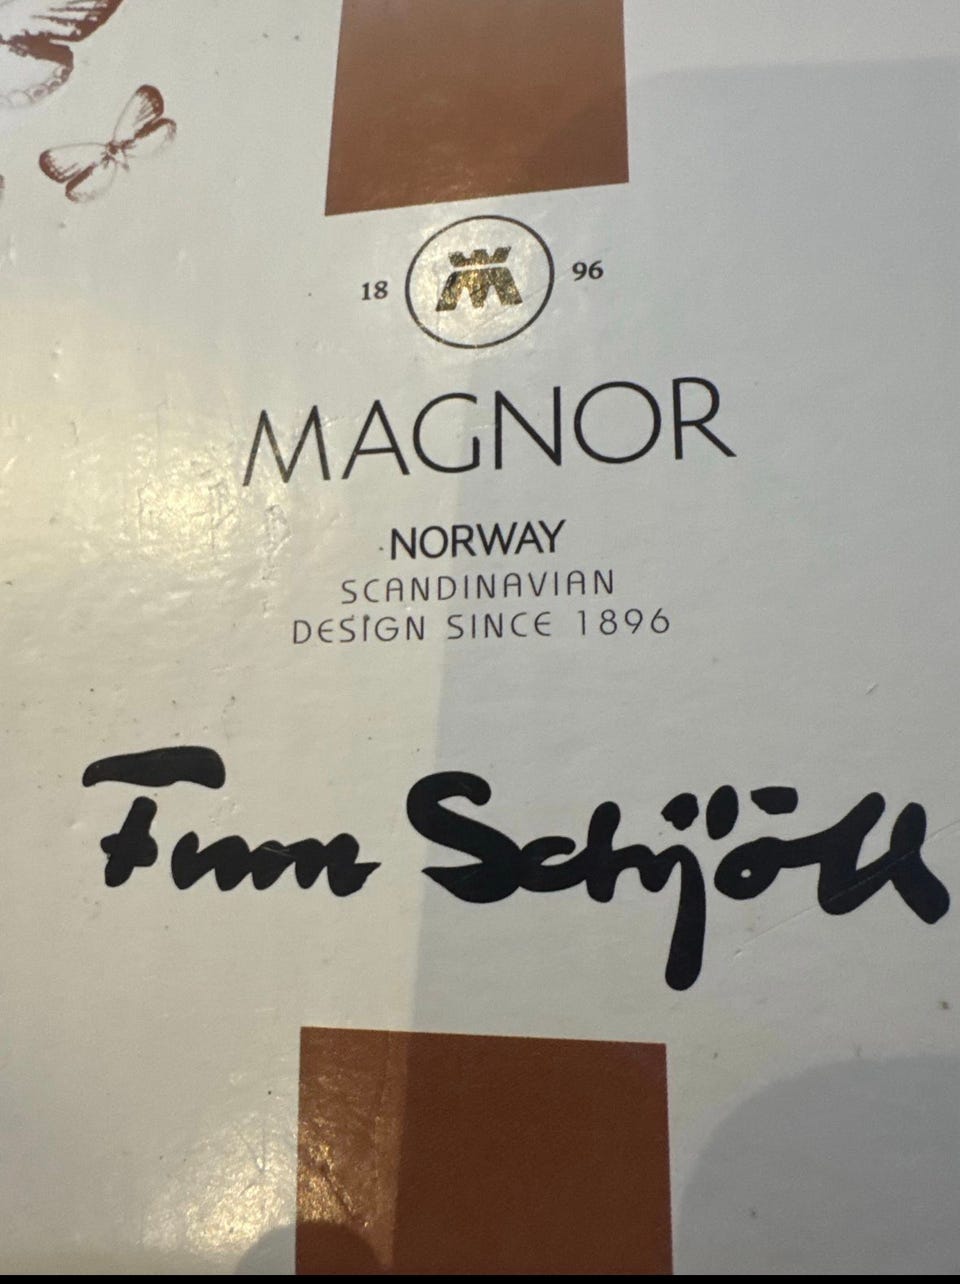 18 96
MAGNOR
NORWAY
SCANDINAVIAN
DESIGN SINCE 1896
Finn Schjöll